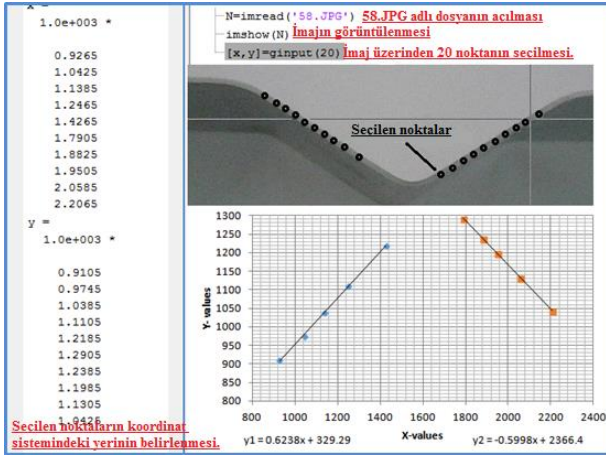 x =
1.0e+003 *
0.9265
1.0425
1.1385
1.2465
1.4265
1.7905
1.8825
1.9505
2.0585
2.2065
y =
1.0e+003 *
0.9105
0.9745
1.0385
1.1105
1.2185
1.2905
1.2385
1.1985
1.1305
1.0425
Secilen noktaların koordinat
sistemindeki yerinin belirlenmesi.
N=imread('58.JPG') 58.JPG adlı dosyanın açılması
imshow(N) İmajın görüntülenmesi
[x,y]=ginput(20) İmaj üzerinden 20 noktanın secilmesi.
Secilen noktalar
1300
1250
1200
1150
1100
1050
1000
950
900
850
800
Y- values
800 1000 1200 1400 1600 1800 2000 2200 2400
y1 = 0.6238x + 329.29 X-values y2 = -0.5998x + 2366.4